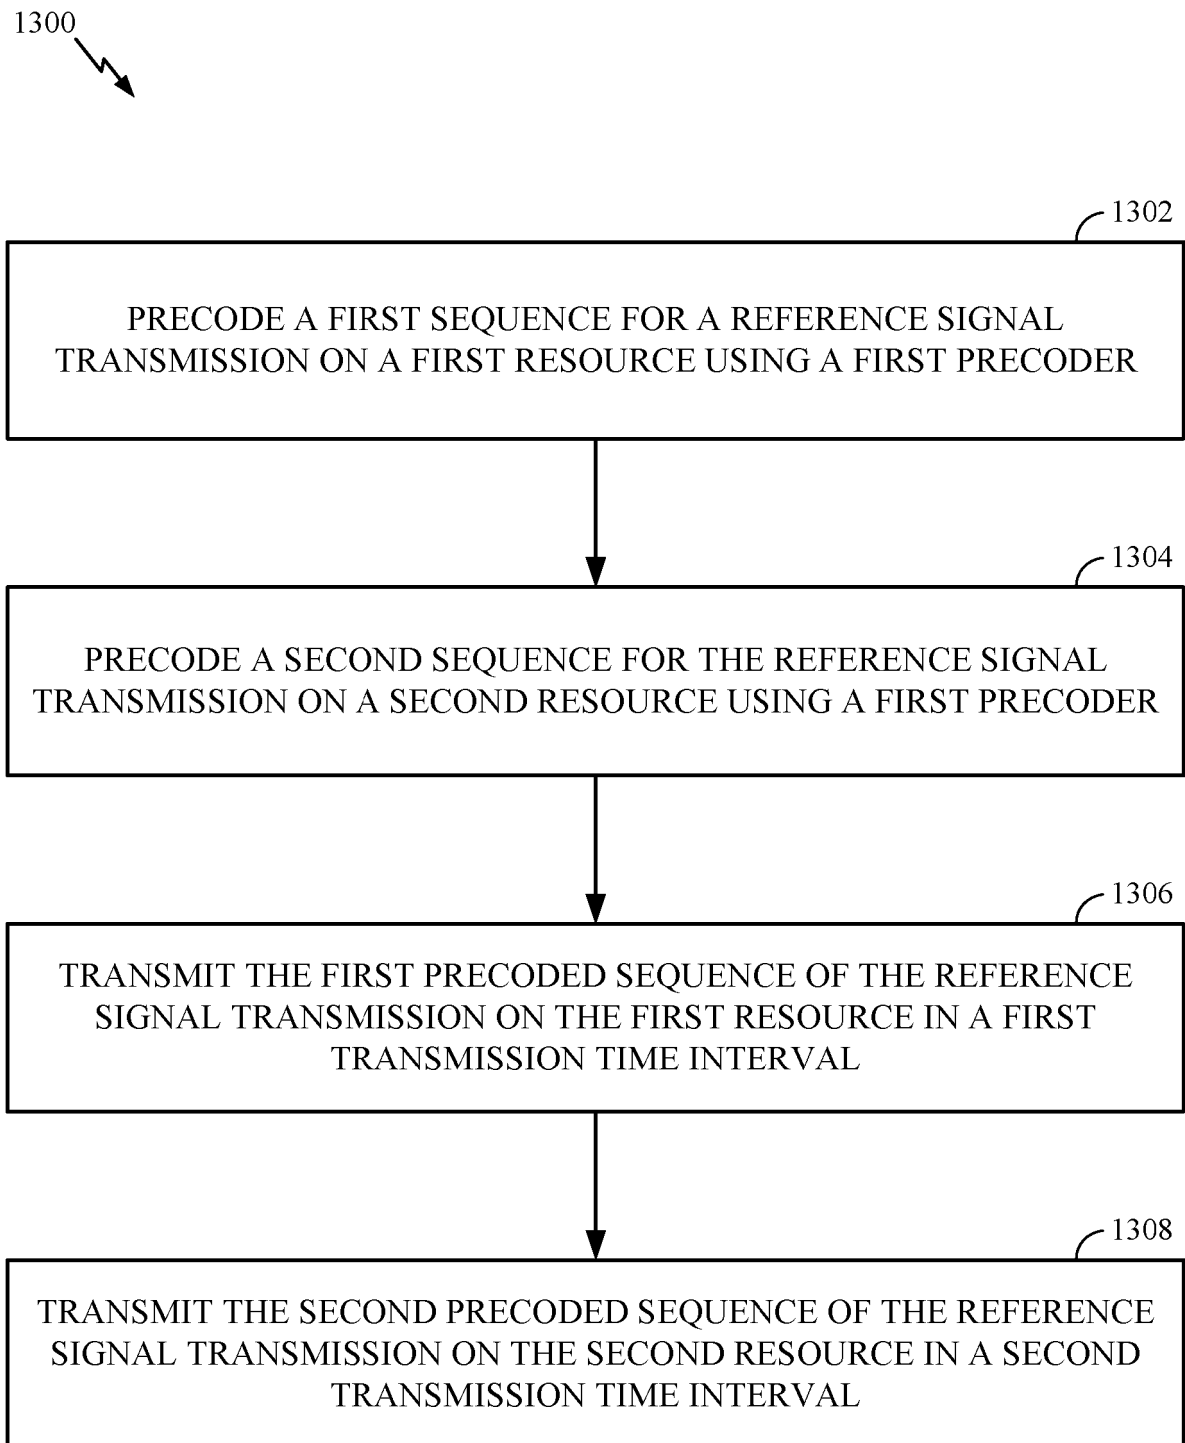 1300
1302
PRECODE A FIRST SEQUENCE FOR A REFERENCE SIGNAL
TRANSMISSION ON A FIRST RESOURCE USING A FIRST PRECODER
1304
PRECODE A SECOND SEQUENCE FOR THE REFERENCE SIGNAL
TRANSMISSION ON A SECOND RESOURCE USING A FIRST PRECODER
1306
TRANSMIT THE FIRST PRECODED SEQUENCE OF THE REFERENCE
SIGNAL TRANSMISSION ON THE FIRST RESOURCE IN A FIRST
TRANSMISSION TIME INTERVAL
1308
TRANSMIT THE SECOND PRECODED SEQUENCE OF THE REFERENCE
SIGNAL TRANSMISSION ON THE SECOND RESOURCE IN A SECOND
TRANSMISSION TIME INTERVAL